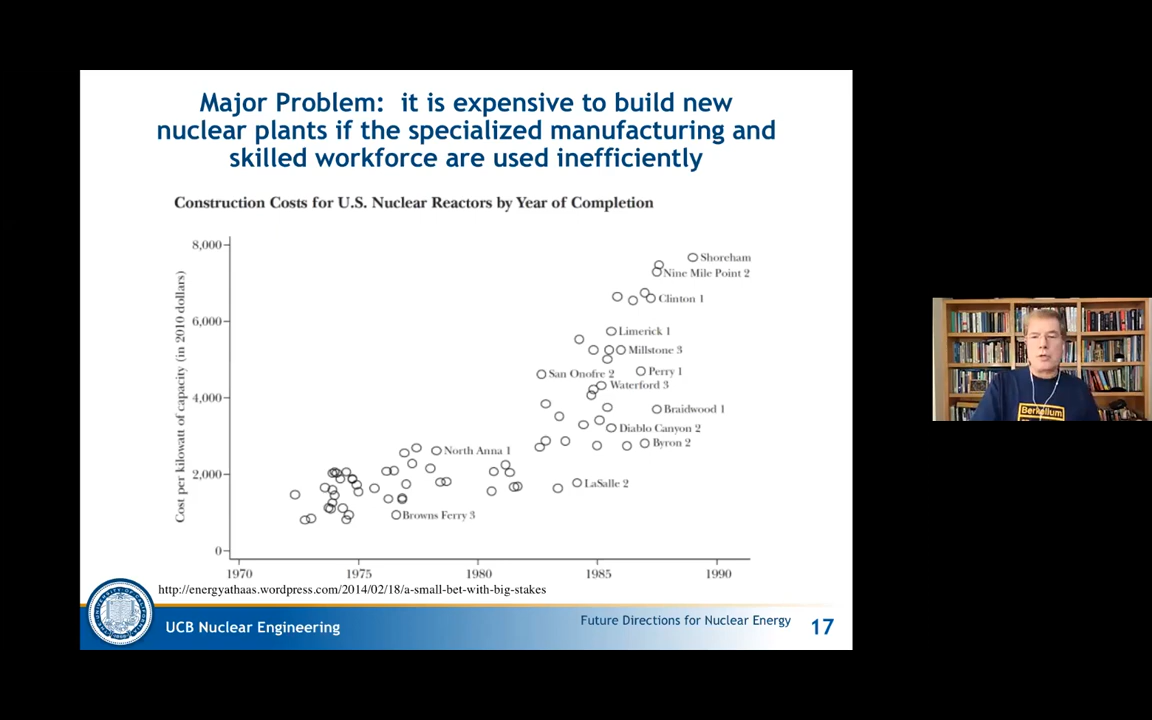 Major Problem: it is expensive to build new
nuclear plants if the specialized manufacturing and
skilled workforce are used inefficiently
Construction Costs for U.S. Nuclear Reactors by Year of Completion
Cost per kilowatt of capacity (in 2010 dollars)
8,000
6,000
4,000
2,000
0
Shoreham
Nine Mile Point 2
Clinton 1
Limerick 1
Millstone 3
San Onofre 2
Perry 1
Waterford 3
Braidwood 1
Diablo Canyon 2
North Anna 1
Byron 2
LaSalle 2
Browns Ferry 3
1970 1975 1980 1985 1990
http://energyathaas.wordpress.com/2014/02/18/a-small-bet-with-big-stakes
UCB Nuclear Engineering
Future Directions for Nuclear Energy
17
Berkelium